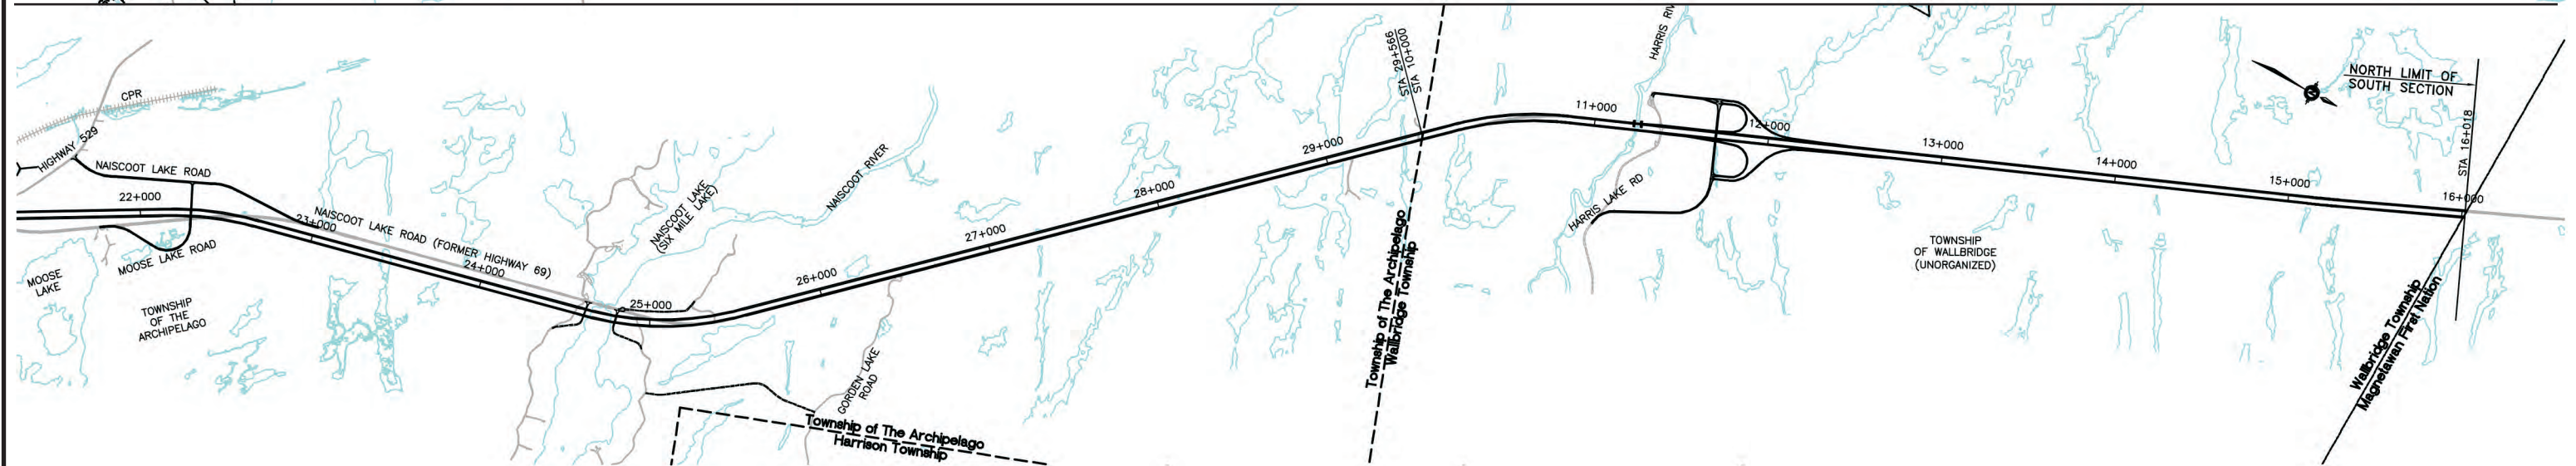 CPR
HIGHWAY 529
NAISCOOT LAKE ROAD
22+000
MOOSE
LAKE
MOOSE LAKE ROAD
TOWNSHIP
OF THE
ARCHIPELAGO
NAISCOOT LAKE ROAD (FORMER HIGHWAY 69)
23+000
24+000
25+000
NAISCOOT LAKE
(SIX MILE LAKE)
NAISCOOT RIVER
26+000
GORDEN LAKE
ROAD
Township of The Archipelago
Harrison Township
27+000
28+000
29+000
STA 29+566
STA 10+000
Township of The Archipelago
Wallbridge Township
11+000
HARRIS RIV
HARRIS LAKE RD
12+000
13+000
TOWNSHIP
OF WALLBRIDGE
(UNORGANIZED)
14+000
15+000
16+000
N
NORTH LIMIT OF
SOUTH SECTION
STA 16+018
Wallbridge Township
Magnetawan First Nation